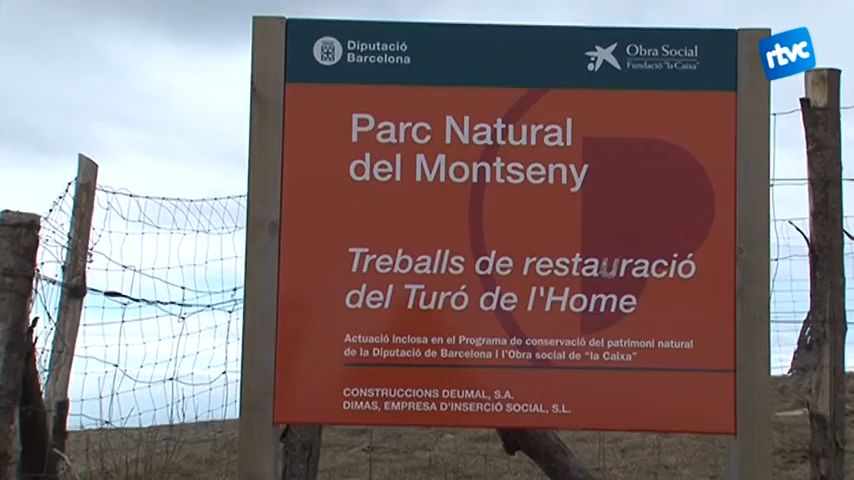 Diputació
Barcelona
Obra Social
Fundació "la Caixa"
rtvc
Parc Natural
del Montseny
Treballs de restauració
del Turó de l'Home
Actuació inclosa en el Programa de conservació del patrimoni natural
de la Diputació de Barcelona i l'Obra social de "la Caixa"
CONSTRUCCIONS DEUMAL, S.A.
DIMAS, EMPRESA D'INSERCIÓ SOCIAL, S.L.